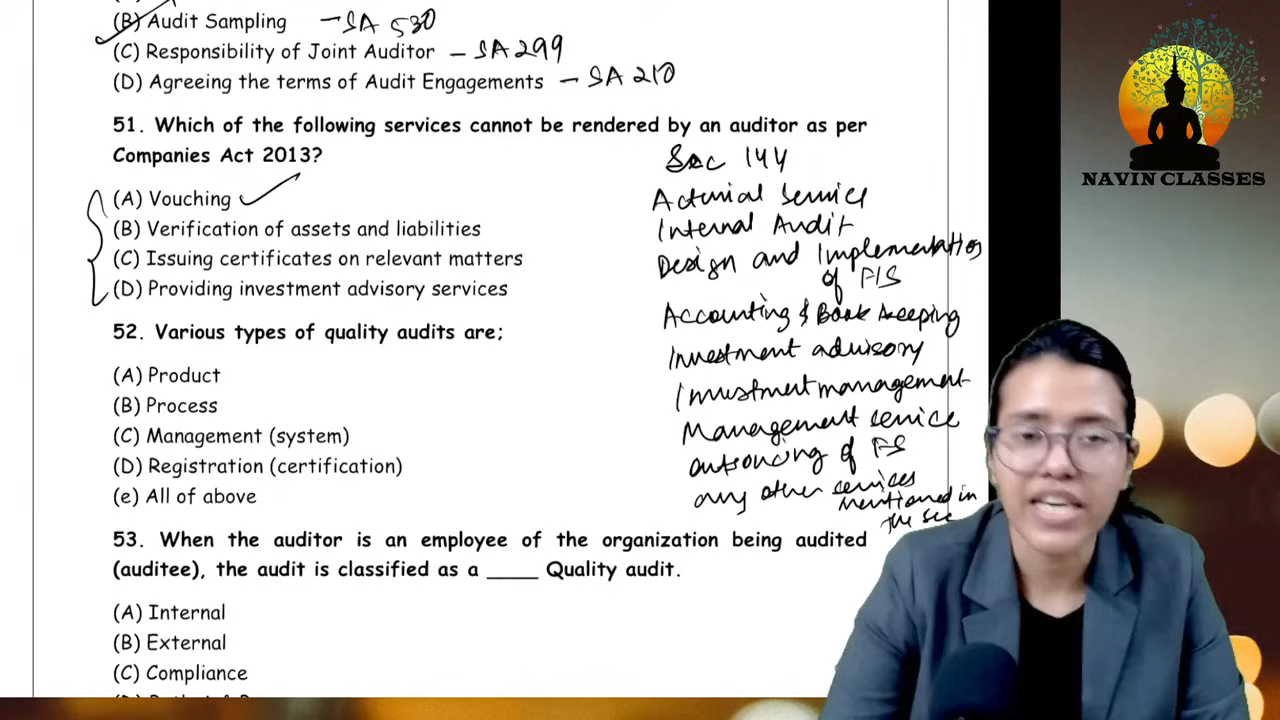 (B) Audit Sampling - SA 530
(C) Responsibility of Joint Auditor - SA 299
(D) Agreeing the terms of Audit Engagements - SA 210
51. Which of the following services cannot be rendered by an auditor as per
Companies Act 2013?
(A) Vouching
(B) Verification of assets and liabilities
(C) Issuing certificates on relevant matters
(D) Providing investment advisory services
Sec 144
Acturial Service
Internal Audit
Design and Implementation
of FIS
Accounting & Book keeping
Investment advisory
Investment management
Management service
outsourcing of FS
any other services
mentioned in
the sec
52. Various types of quality audits are;
(A) Product
(B) Process
(C) Management (system)
(D) Registration (certification)
(e) All of above
53. When the auditor is an employee of the organization being audited
(auditee), the audit is classified as a ____ Quality audit.
(A) Internal
(B) External
(C) Compliance
NAVIN CLASSES